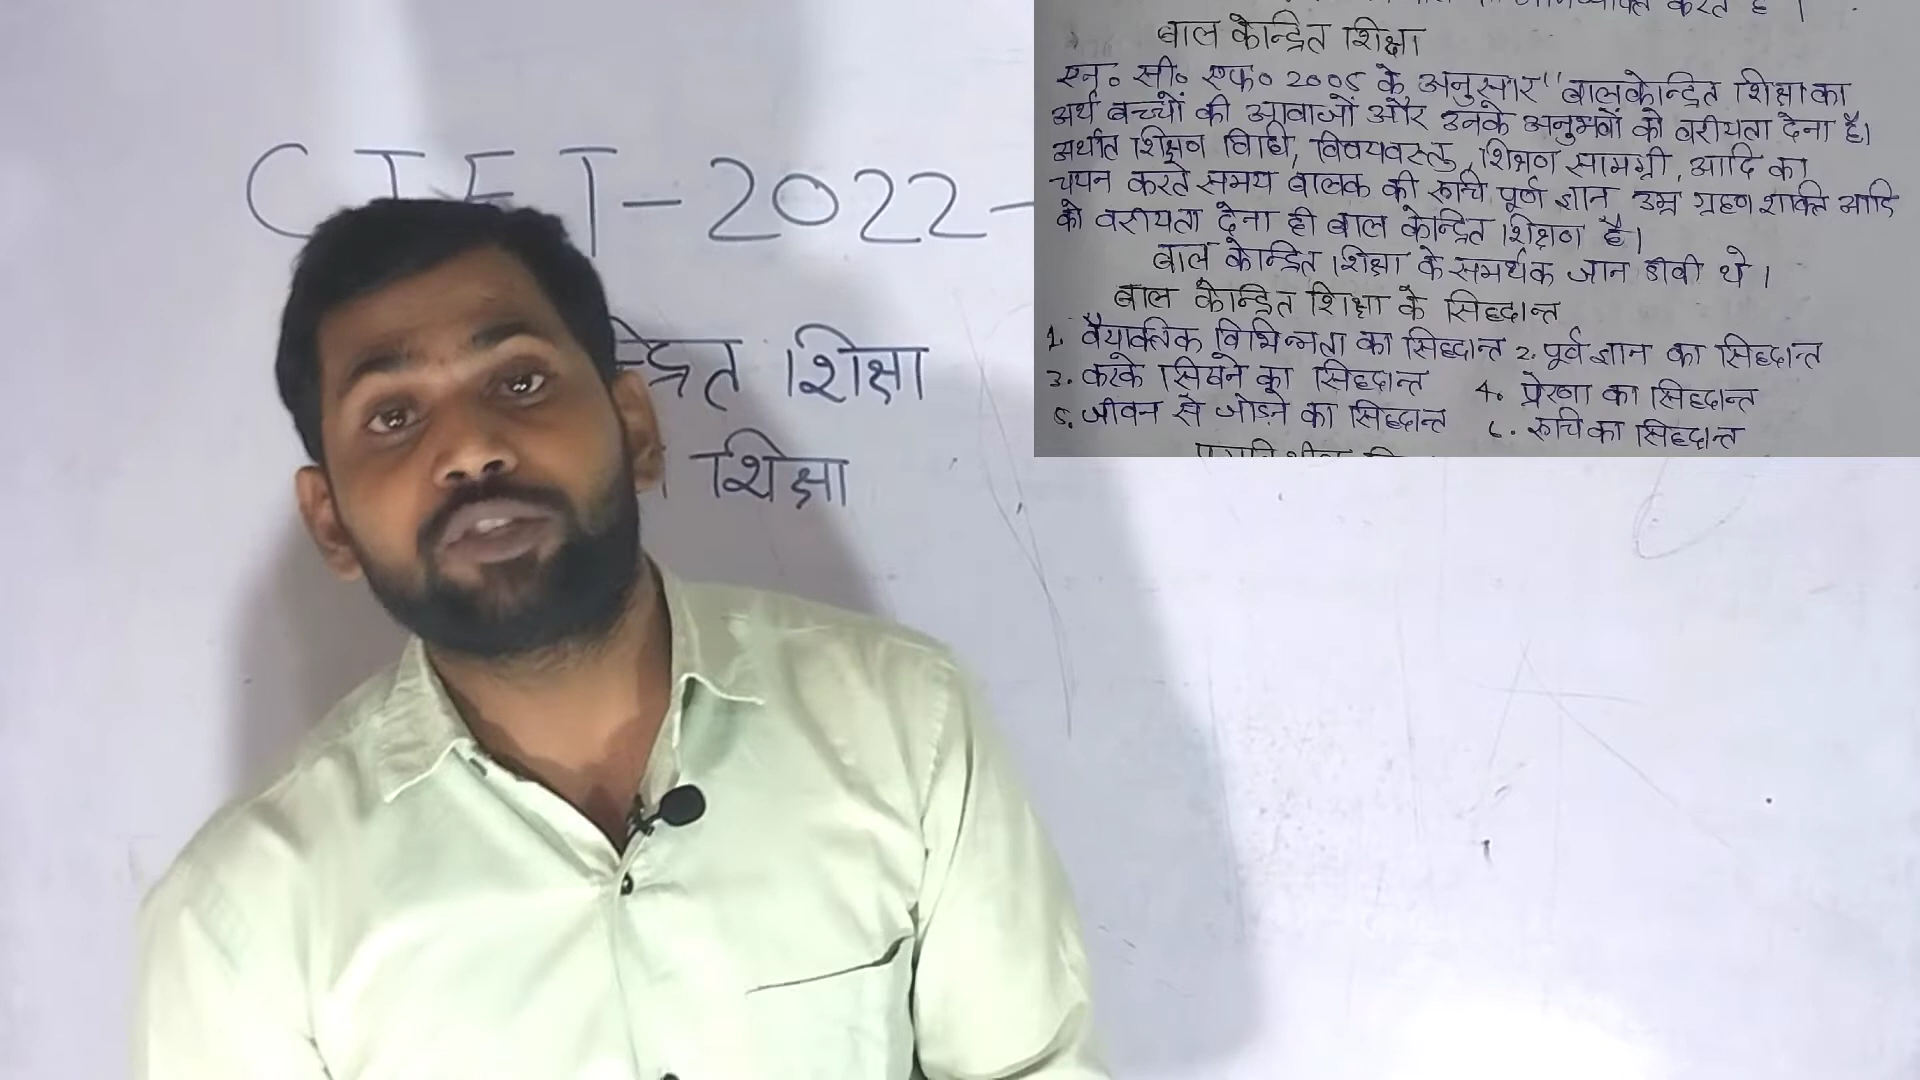 CTET-2022-
न्द्रित शिक्षा
शिक्षा
करते है ।
बाल केन्द्रित शिक्षा
एन० सी० एफ० 2005 के अनुसार "बालकेन्द्रित शिक्षा का
अर्थ बच्चों की आवाजों और उनके अनुभवों को वरीयता देना है।
अर्थात शिक्षण विधि, विषयवस्तु, शिक्षण सामग्री, आदि का
चयन करते समय बालक की रूचि पूर्ण ज्ञान उम्र ग्रहण शक्ति आदि
को वरीयता देना ही बाल केन्द्रित शिक्षण है।
बाल केन्द्रित शिक्षा के समर्थक जान डीवी थे ।
बाल केन्द्रित शिक्षा के सिद्धान्त
1. वैयाक्तिक विभिन्नता का सिद्धान्त 2. पूर्व ज्ञान का सिद्धान्त
3. करके सिखने का सिद्धान्त 4. प्रेरणा का सिद्धान्त
5. जीवन से जोड़ने का सिद्धान्त 6. रूचि का सिद्धान्त